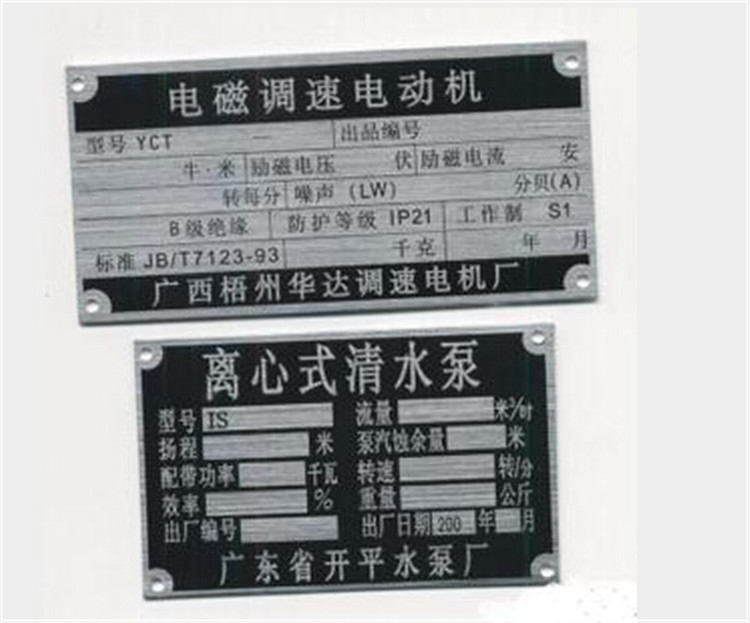 电磁调速电动机
型号 YCT — 出品编号
牛·米 励磁电压 伏 励磁电流 安
转每分 噪声 (LW) 分贝(A)
B级绝缘 防护等级 IP21 工作制 S1
标准 JB/T7123-93 千克 年 月
广西梧州华达调速电机厂
离心式清水泵
型号 IS 流量 米³/时
扬程 米 泵汽蚀余量 米
配带功率 千瓦 转速 转/分
效率 % 重量 公斤
出厂编号 出厂日期 200 年 月
广东省开平水泵厂